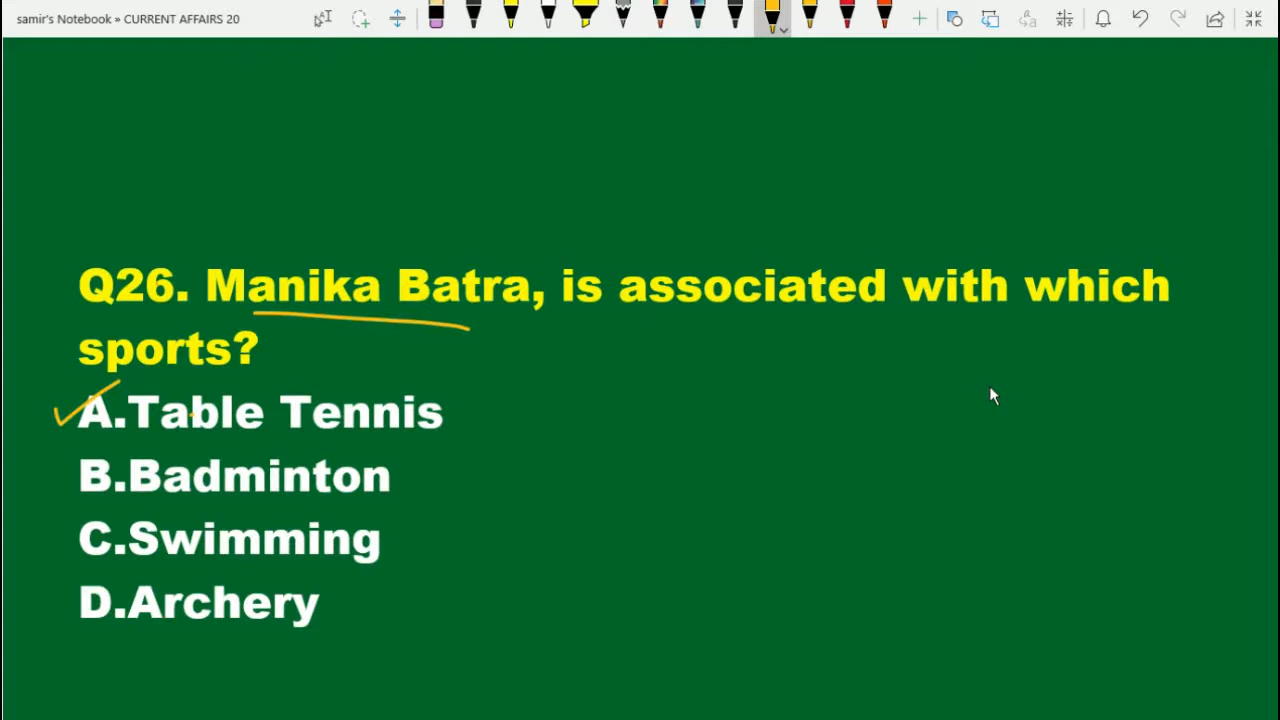 samir's Notebook » CURRENT AFFAIRS 20
Q26. Manika Batra, is associated with which
sports?
A.Table Tennis
B.Badminton
C.Swimming
D.Archery